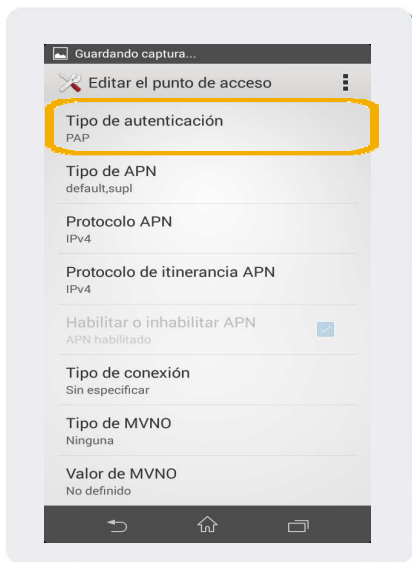 Guardando captura...
Editar el punto de acceso
Tipo de autenticación
PAP
Tipo de APN
default,supl
Protocolo APN
IPv4
Protocolo de itinerancia APN
IPv4
Habilitar o inhabilitar APN
APN habilitado
Tipo de conexión
Sin especificar
Tipo de MVNO
Ninguna
Valor de MVNO
No definido